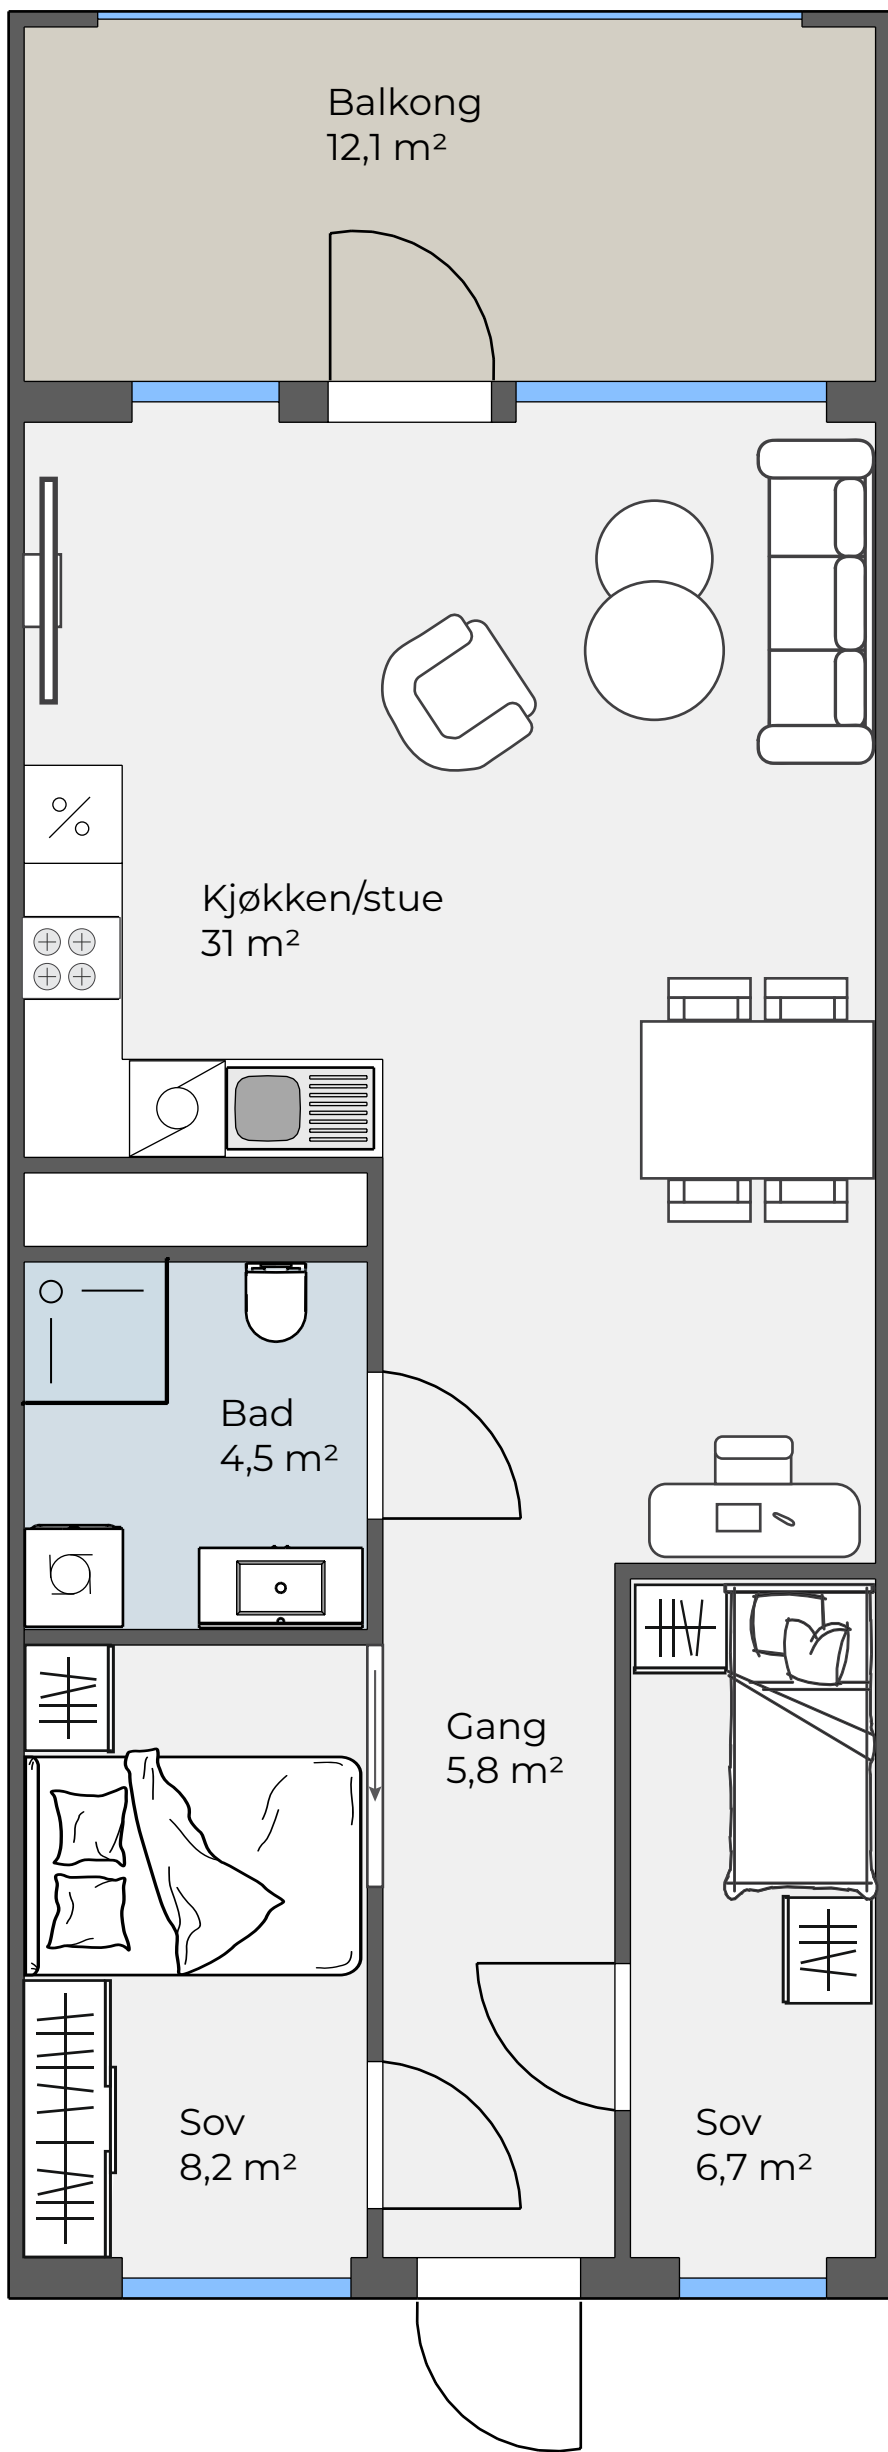 Balkong
12,1 m²
Kjøkken/stue
31 m²
Bad
4,5 m²
Gang
5,8 m²
Sov
8,2 m²
Sov
6,7 m²